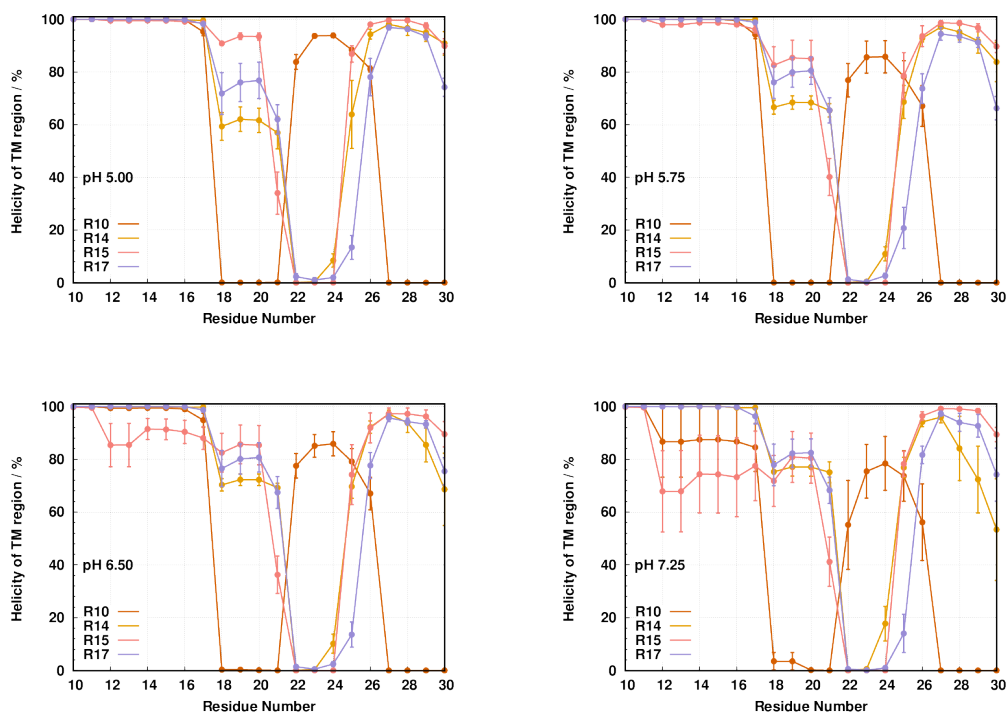 Helicity of TM region / %
100
80
60
40
20
0
pH 5.00
R10
R14
R15
R17
10 12 14 16 18 20 22 24 26 28 30
Residue Number
Helicity of TM region / %
100
80
60
40
20
0
pH 5.75
R10
R14
R15
R17
10 12 14 16 18 20 22 24 26 28 30
Residue Number
Helicity of TM region / %
100
80
60
40
20
0
pH 6.50
R10
R14
R15
R17
10 12 14 16 18 20 22 24 26 28 30
Residue Number
Helicity of TM region / %
100
80
60
40
20
0
pH 7.25
R10
R14
R15
R17
10 12 14 16 18 20 22 24 26 28 30
Residue Number